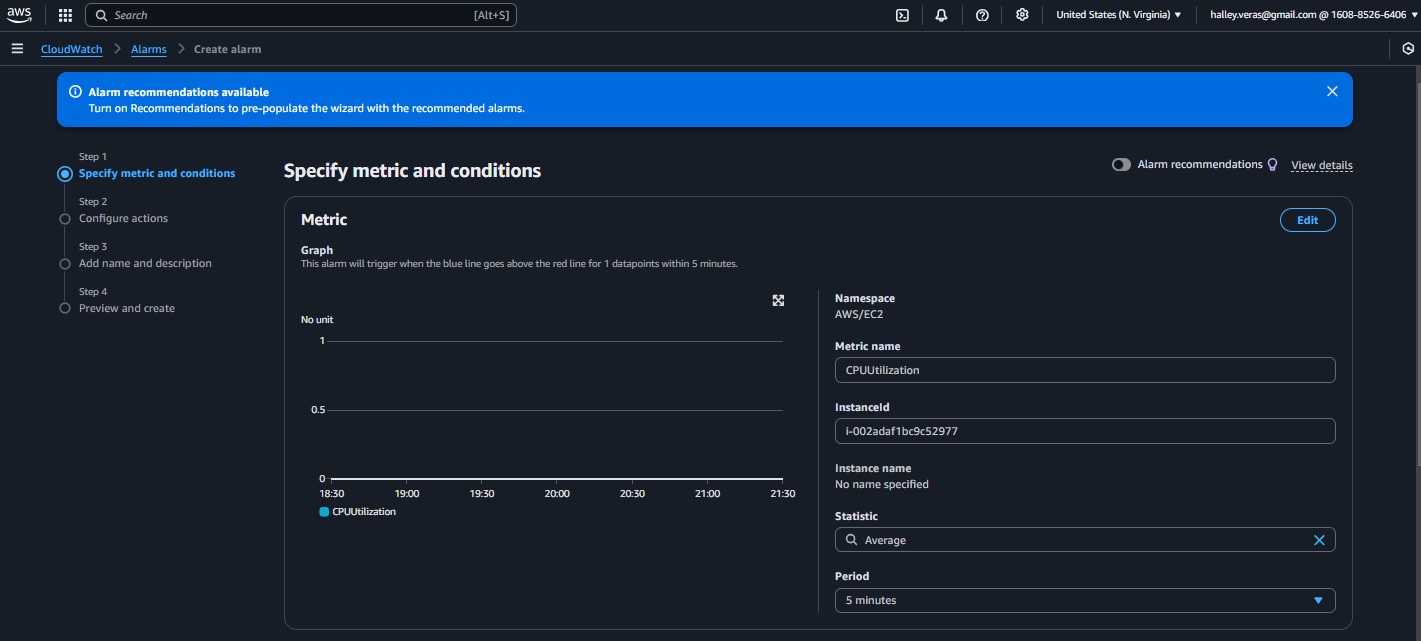 aws
Search
[Alt+S]
United States (N. Virginia)
halley.veras@gmail.com @ 1608-8526-6406
CloudWatch
Alarms
Create alarm
Alarm recommendations available
Turn on Recommendations to pre-populate the wizard with the recommended alarms.
Step 1
Specify metric and conditions
Step 2
Configure actions
Step 3
Add name and description
Step 4
Preview and create
Specify metric and conditions
Alarm recommendations
View details
Metric
Edit
Graph
This alarm will trigger when the blue line goes above the red line for 1 datapoints within 5 minutes.
No unit
1
0.5
0
18:30 19:00 19:30 20:00 20:30 21:00 21:30
CPUUtilization
Namespace
AWS/EC2
Metric name
CPUUtilization
InstanceId
i-002adaf1bc9c52977
Instance name
No name specified
Statistic
Average
Period
5 minutes